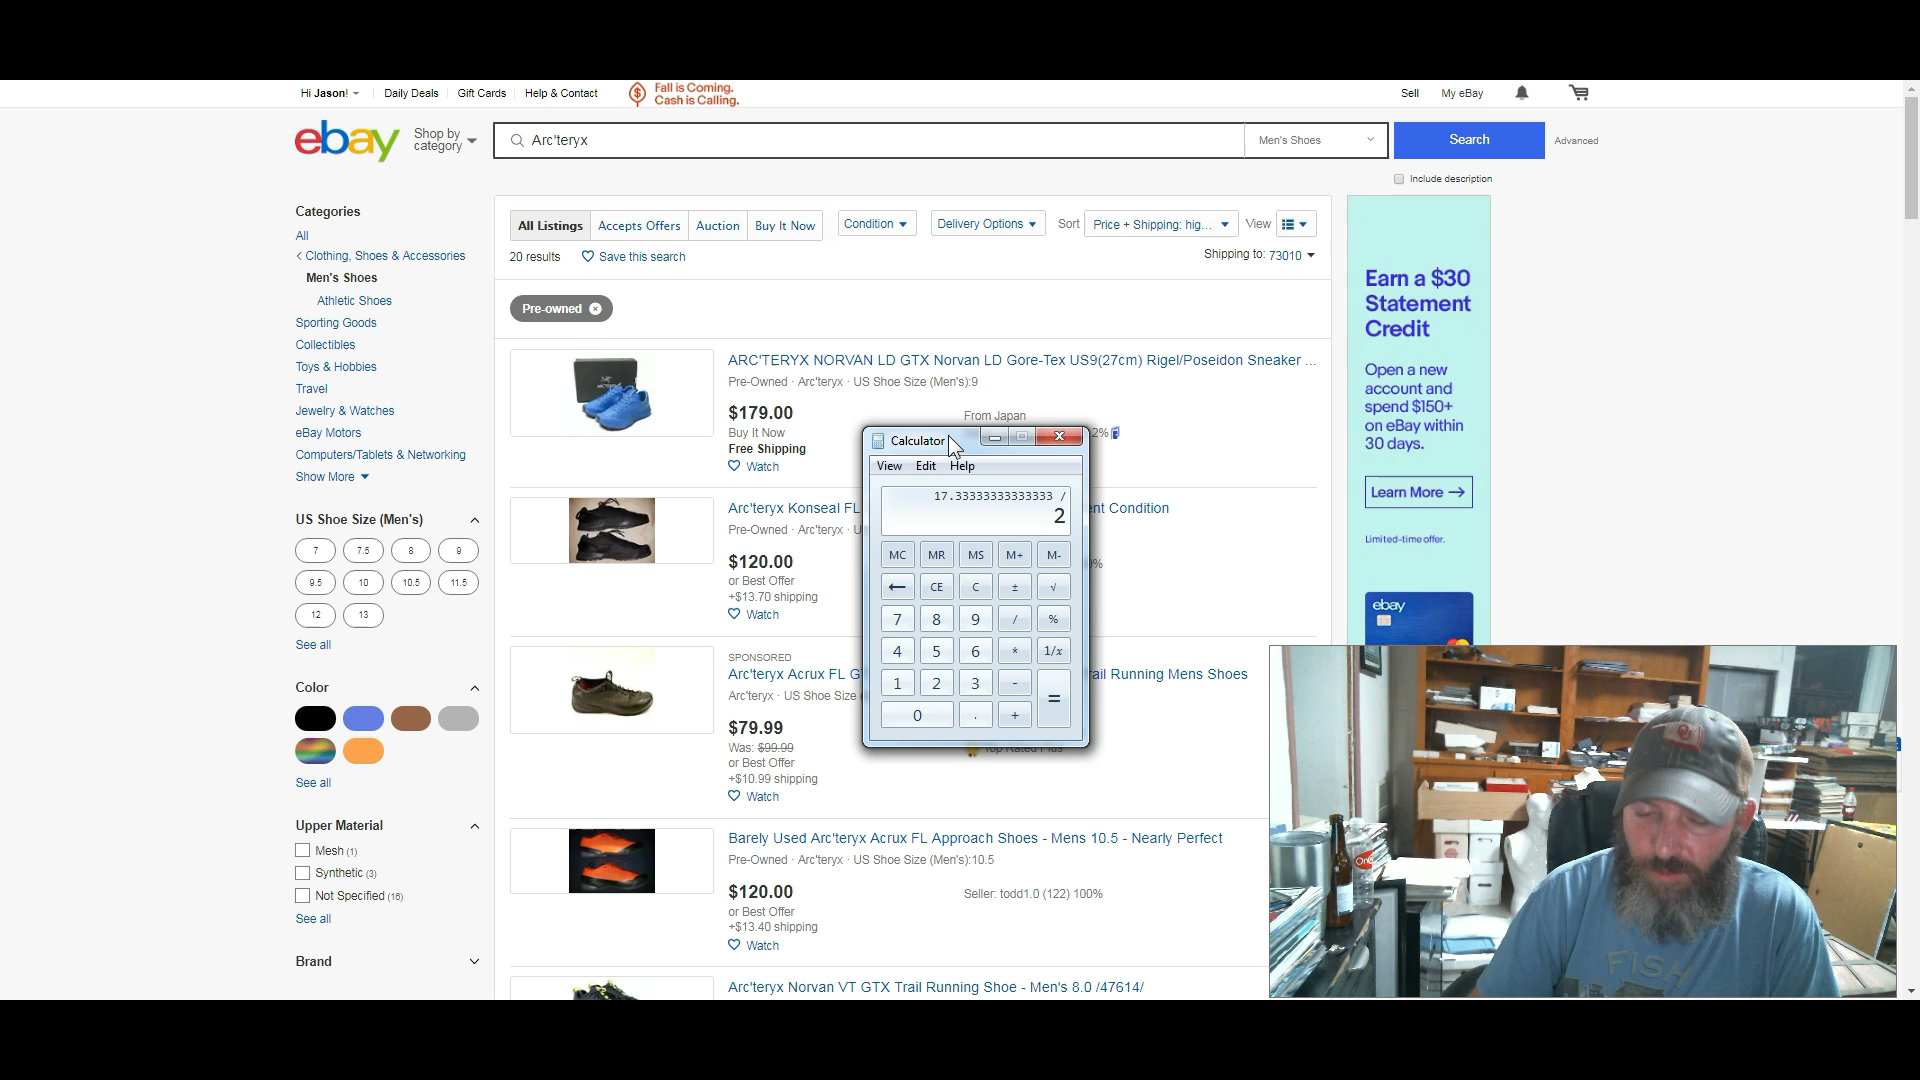 Hi Jason!
Daily Deals
Gift Cards
Help & Contact
Fall is Coming.
Cash is Calling.
Sell
My eBay
ebay
Shop by
category
Arc'teryx
Men's Shoes
Search
Advanced
Include description
Categories
All
Clothing, Shoes & Accessories
Men's Shoes
Athletic Shoes
Sporting Goods
Collectibles
Toys & Hobbies
Travel
Jewelry & Watches
eBay Motors
Computers/Tablets & Networking
Show More
US Shoe Size (Men's)
7 7.5 8 9
9.5 10 10.5 11.5
12 13
See all
Color
See all
Upper Material
Mesh (1)
Synthetic (3)
Not Specified (16)
See all
Brand
All Listings
Accepts Offers
Auction
Buy It Now
Condition
Delivery Options
Sort
Price + Shipping: hig...
View
20 results
Save this search
Shipping to: 73010
Pre-owned
ARC'TERYX NORVAN LD GTX Norvan LD Gore-Tex US9(27cm) Rigel/Poseidon Sneaker ...
Pre-Owned · Arc'teryx · US Shoe Size (Men's):9
$179.00
From Japan
Buy It Now
2%
Free Shipping
Watch
Arc'teryx Konseal FL
ent Condition
Pre-Owned · Arc'teryx · U
$120.00
or Best Offer
+$13.70 shipping
Watch
SPONSORED
Arc'teryx Acrux FL G
ail Running Mens Shoes
Arc'teryx · US Shoe Size
$79.99
Was: $99.99
Top Rated Plus
or Best Offer
+$10.99 shipping
Watch
Barely Used Arc'teryx Acrux FL Approach Shoes - Mens 10.5 - Nearly Perfect
Pre-Owned · Arc'teryx · US Shoe Size (Men's):10.5
$120.00
Seller: todd1.0 (122) 100%
or Best Offer
+$13.40 shipping
Watch
Arc'teryx Norvan VT GTX Trail Running Shoe - Men's 8.0 /47614/
Calculator
View Edit Help
17.33333333333333 /
2
MC MR MS M+ M-
← CE C ± √
7 8 9 / %
4 5 6 * 1/x
1 2 3 - =
0 . +
Earn a $30
Statement
Credit
Open a new
account and
spend $150+
on eBay within
30 days.
Learn More →
Limited-time offer.
ebay
FISH